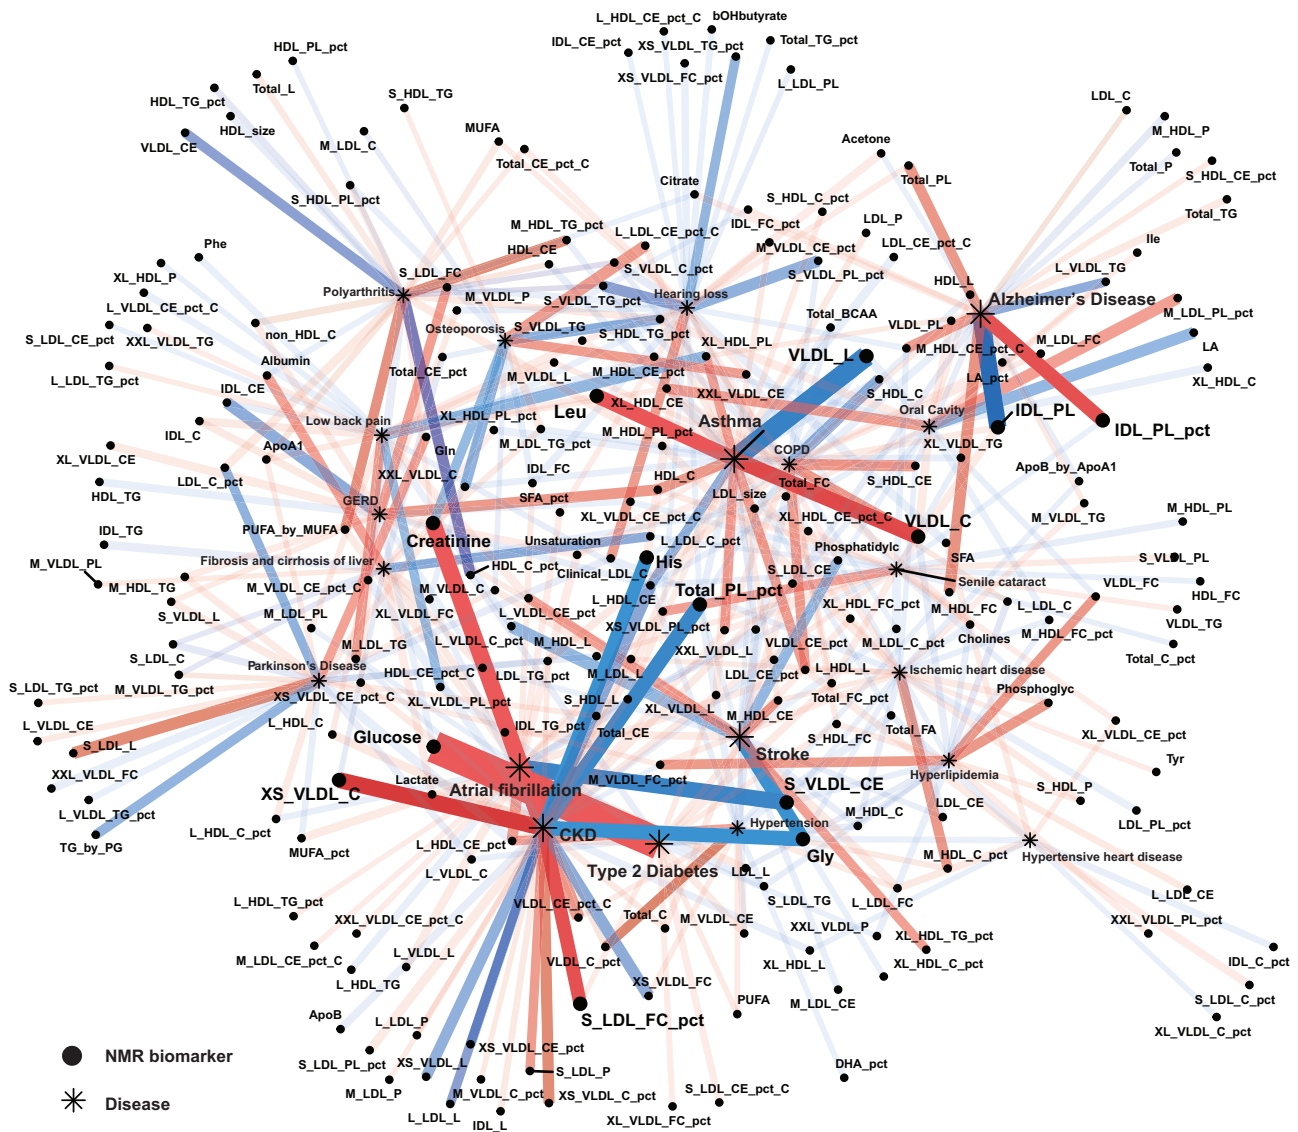 L_HDL_CE_pct_C
bOHbutyrate
IDL_CE_pct
XS_VLDL_TG_pct
Total_TG_pct
HDL_PL_pct
XS_VLDL_FC_pct
L_LDL_PL
Total_L
HDL_TG_pct
S_HDL_TG
LDL_C
HDL_size
VLDL_CE
M_LDL_C
MUFA
Total_CE_pct_C
Acetone
M_HDL_P
Total_PL
Total_P
S_HDL_CE_pct
Citrate
S_HDL_PL_pct
S_HDL_C_pct
Total_TG
M_HDL_TG_pct
L_LDL_CE_pct_C
IDL_FC_pct
LDL_P
Phe
HDL_CE
M_VLDL_CE_pct
LDL_CE_pct_C
Ile
XL_HDL_P
S_LDL_FC
S_VLDL_C_pct
S_VLDL_PL_pct
HDL_L
L_VLDL_TG
Polyarthritis
M_VLDL_P
S_VLDL_TG_pct
Hearing loss
Alzheimer's Disease
L_VLDL_CE_pct_C
Total_BCAA
M_LDL_PL_pct
non_HDL_C
Osteoporosis
S_VLDL_TG
S_HDL_TG_pct
VLDL_PL
S_LDL_CE_pct
XXL_VLDL_TG
XL_HDL_PL
VLDL_L
M_HDL_CE_pct_C
M_LDL_FC
LA
Albumin
Total_CE_pct
M_VLDL_L
M_HDL_CE_pct
LA_pct
L_LDL_TG_pct
IDL_CE
XXL_VLDL_CE
S_HDL_C
XL_HDL_C
Leu
XL_HDL_CE
Oral Cavity
IDL_PL
IDL_C
Low back pain
XL_HDL_PL_pct
Asthma
IDL_PL_pct
M_LDL_TG_pct
M_HDL_PL_pct
XL_VLDL_TG
ApoA1
Gln
COPD
XL_VLDL_CE
LDL_C_pct
XXL_VLDL_C
IDL_FC
HDL_C
Total_FC
S_HDL_CE
ApoB_by_ApoA1
HDL_TG
GERD
SFA_pct
LDL_size
M_VLDL_TG
XL_VLDL_CE_pct_C
XL_HDL_CE_pct_C
VLDL_C
M_HDL_PL
IDL_TG
PUFA_by_MUFA
Creatinine
Unsaturation
L_LDL_C_pct
Phosphatidylc
SFA
S_VLDL_PL
M_VLDL_PL
Fibrosis and cirrhosis of liver
HDL_C_pct
Clinical_LDL_C
His
S_LDL_CE
Senile cataract
VLDL_FC
M_HDL_TG
M_VLDL_CE_pct_C
M_VLDL_C
L_HDL_CE
Total_PL_pct
HDL_FC
S_VLDL_L
M_LDL_PL
XL_VLDL_FC
L_VLDL_CE_pct
XL_HDL_FC_pct
M_HDL_FC
L_LDL_C
VLDL_TG
XS_VLDL_PL_pct
M_LDL_C_pct
Cholines
M_HDL_FC_pct
S_LDL_C
M_LDL_TG
L_VLDL_C_pct
M_HDL_L
XXL_VLDL_L
VLDL_CE_pct
Total_C_pct
Parkinson's Disease
HDL_CE_pct_C
LDL_TG_pct
M_LDL_L
LDL_CE_pct
L_HDL_L
Ischemic heart disease
S_LDL_TG_pct
M_VLDL_TG_pct
XS_VLDL_CE_pct_C
XL_VLDL_PL_pct
S_HDL_L
XL_VLDL_L
Total_FC_pct
Phosphoglyc
L_VLDL_CE
L_HDL_C
IDL_TG_pct
Total_CE
M_HDL_CE
S_HDL_FC
Total_FA
XL_VLDL_CE_pct
S_LDL_L
Glucose
Stroke
Tyr
XXL_VLDL_FC
Lactate
M_VLDL_FC_pct
Hyperlipidemia
XS_VLDL_C
Atrial fibrillation
S_VLDL_CE
S_HDL_P
L_VLDL_TG_pct
M_HDL_C
LDL_CE
LDL_PL_pct
L_HDL_C_pct
CKD
Hypertension
TG_by_PG
MUFA_pct
L_HDL_CE_pct
Gly
M_HDL_C_pct
Hypertensive heart disease
L_VLDL_C
Type 2 Diabetes
LDL_L
L_LDL_CE
S_LDL_TG
L_LDL_FC
L_HDL_TG_pct
XXL_VLDL_CE_pct_C
VLDL_CE_pct_C
Total_C
M_VLDL_CE
XXL_VLDL_P
XL_HDL_TG_pct
XXL_VLDL_PL_pct
M_LDL_CE_pct_C
L_VLDL_L
VLDL_C_pct
XL_HDL_L
XL_HDL_C_pct
IDL_C_pct
L_HDL_TG
XS_VLDL_FC
M_LDL_CE
S_LDL_C_pct
ApoB
L_LDL_P
S_LDL_FC_pct
PUFA
XL_VLDL_C_pct
NMR biomarker
S_LDL_PL_pct
XS_VLDL_L
XS_VLDL_CE_pct
S_LDL_P
DHA_pct
M_LDL_P
M_VLDL_C_pct
XS_VLDL_C_pct
S_LDL_CE_pct_C
Disease
L_LDL_L
IDL_L
XL_VLDL_FC_pct